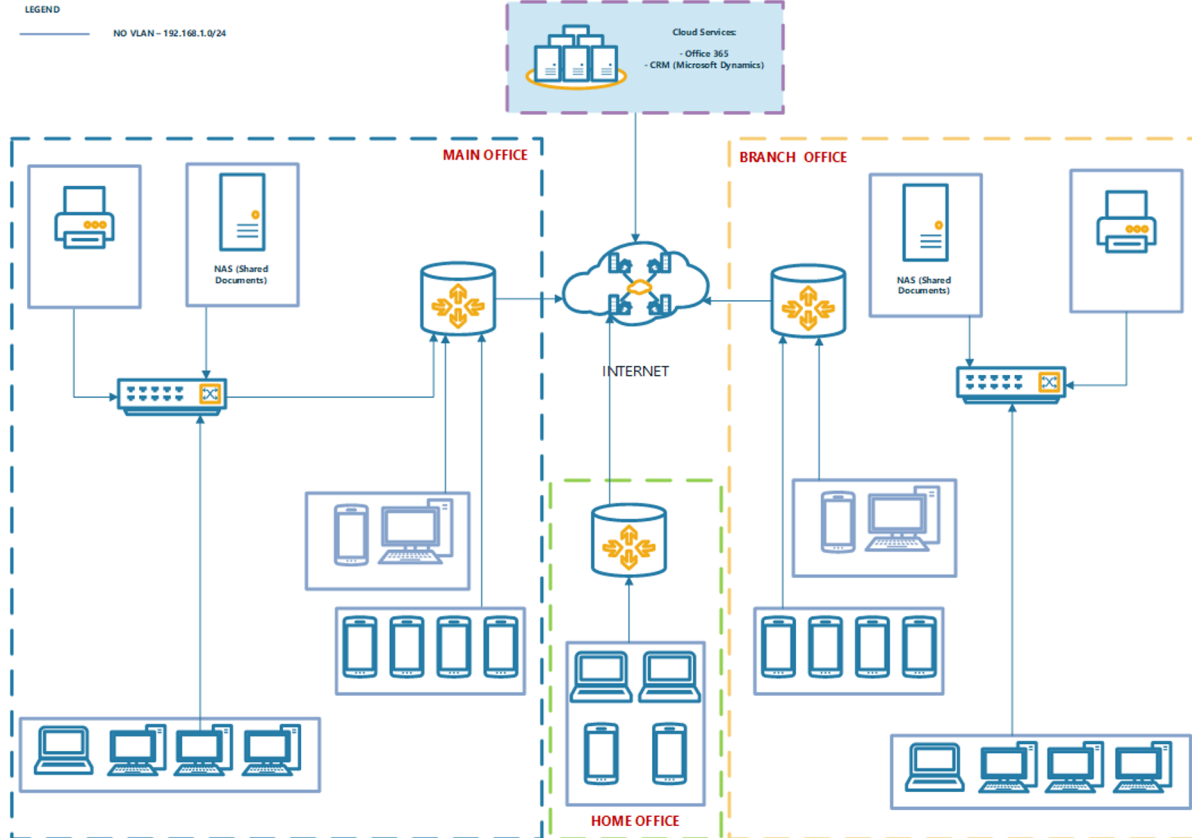 LEGEND
NO VLAN – 192.168.1.0/24
Cloud Services:
- Office 365
- CRM (Microsoft Dynamics)
MAIN OFFICE
BRANCH OFFICE
NAS (Shared
Documents)
NAS (Shared
Documents)
INTERNET
HOME OFFICE